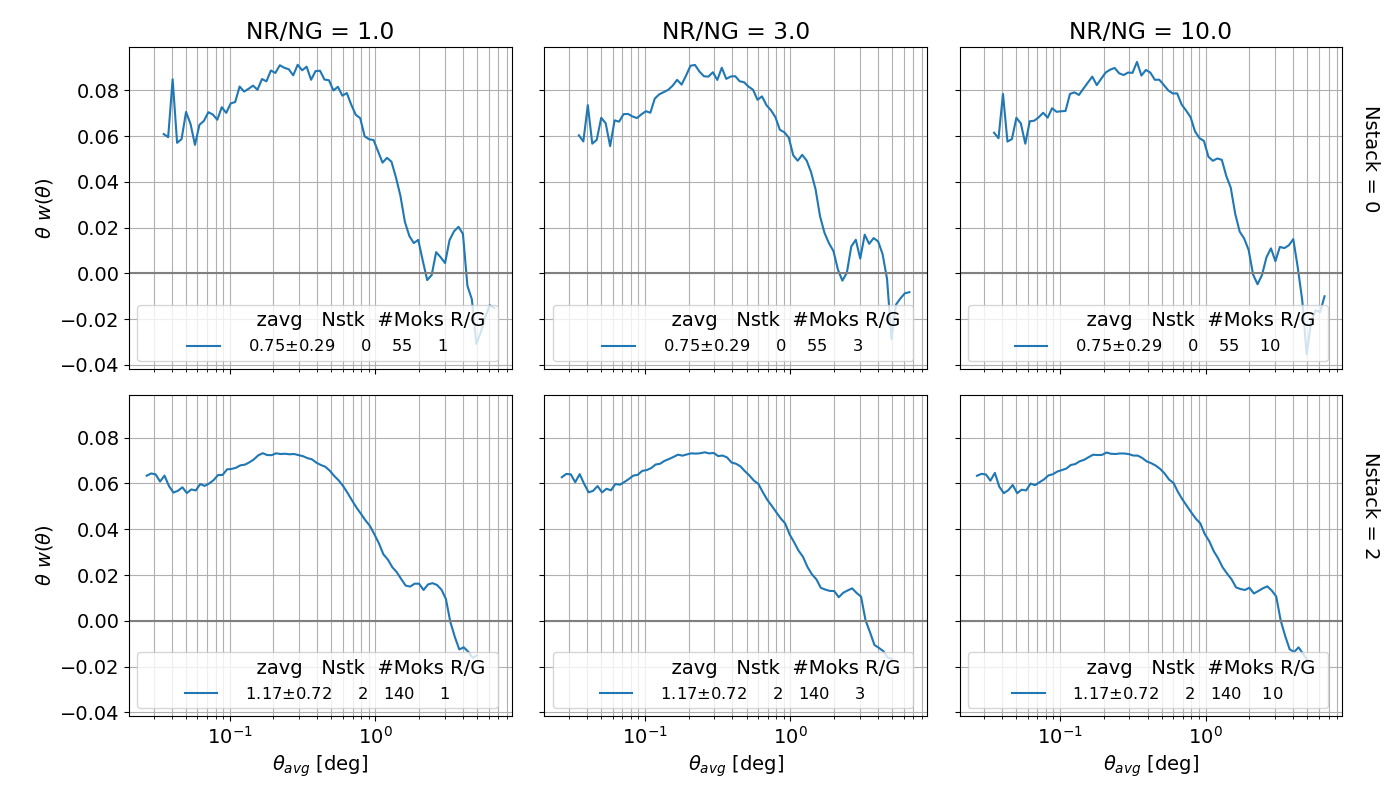 NR/NG = 1.0
NR/NG = 3.0
NR/NG = 10.0
0.08
0.06
0.04
0.02
0.00
−0.02
−0.04
θ w(θ)
zavg Nstk #Moks R/G
0.75±0.29 0 55 1
zavg Nstk #Moks R/G
0.75±0.29 0 55 3
zavg Nstk #Moks R/G
0.75±0.29 0 55 10
Nstack = 0
0.08
0.06
0.04
0.02
0.00
−0.02
−0.04
θ w(θ)
zavg Nstk #Moks R/G
1.17±0.72 2 140 1
zavg Nstk #Moks R/G
1.17±0.72 2 140 3
zavg Nstk #Moks R/G
1.17±0.72 2 140 10
Nstack = 2
10⁻¹ 10⁰
10⁻¹ 10⁰
10⁻¹ 10⁰
θavg [deg]
θavg [deg]
θavg [deg]